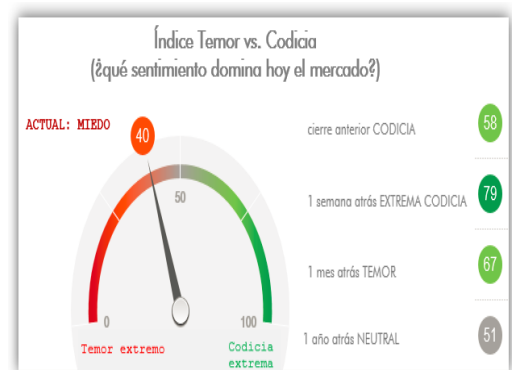 Índice Temor vs. Codicia
(¿qué sentimiento domina hoy el mercado?)
ACTUAL: MIEDO
40
50
0
100
Temor extremo
Codicia
extrema
cierre anterior CODICIA 58
1 semana atrás EXTREMA CODICIA 79
1 mes atrás TEMOR 67
1 año atrás NEUTRAL 51